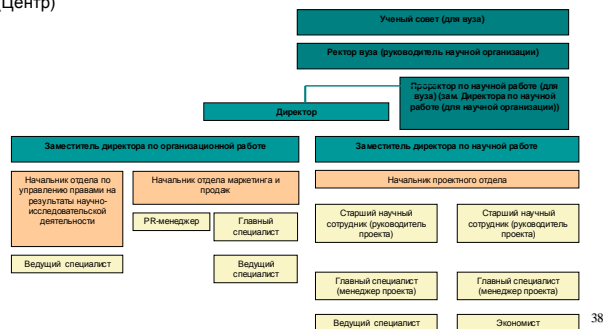 (Центр)
Ученый совет (для вуза)
Ректор вуза (руководитель научной организации)
Проректор по научной работе (для
вуза) (зам. Директора по научной
работе (для научной организации))
Директор
Заместитель директора по организационной работе
Заместитель директора по научной работе
Начальник отдела по
управлению правами на
результаты научно-
исследовательской
деятельности
Начальник отдела маркетинга и
продаж
Начальник проектного отдела
PR-менеджер
Главный
специалист
Старший научный
сотрудник (руководитель
проекта)
Старший научный
сотрудник (руководитель
проекта)
Ведущий специалист
Ведущий
специалист
Главный специалист
(менеджер проекта)
Главный специалист
(менеджер проекта)
Ведущий специалист
Экономист
38